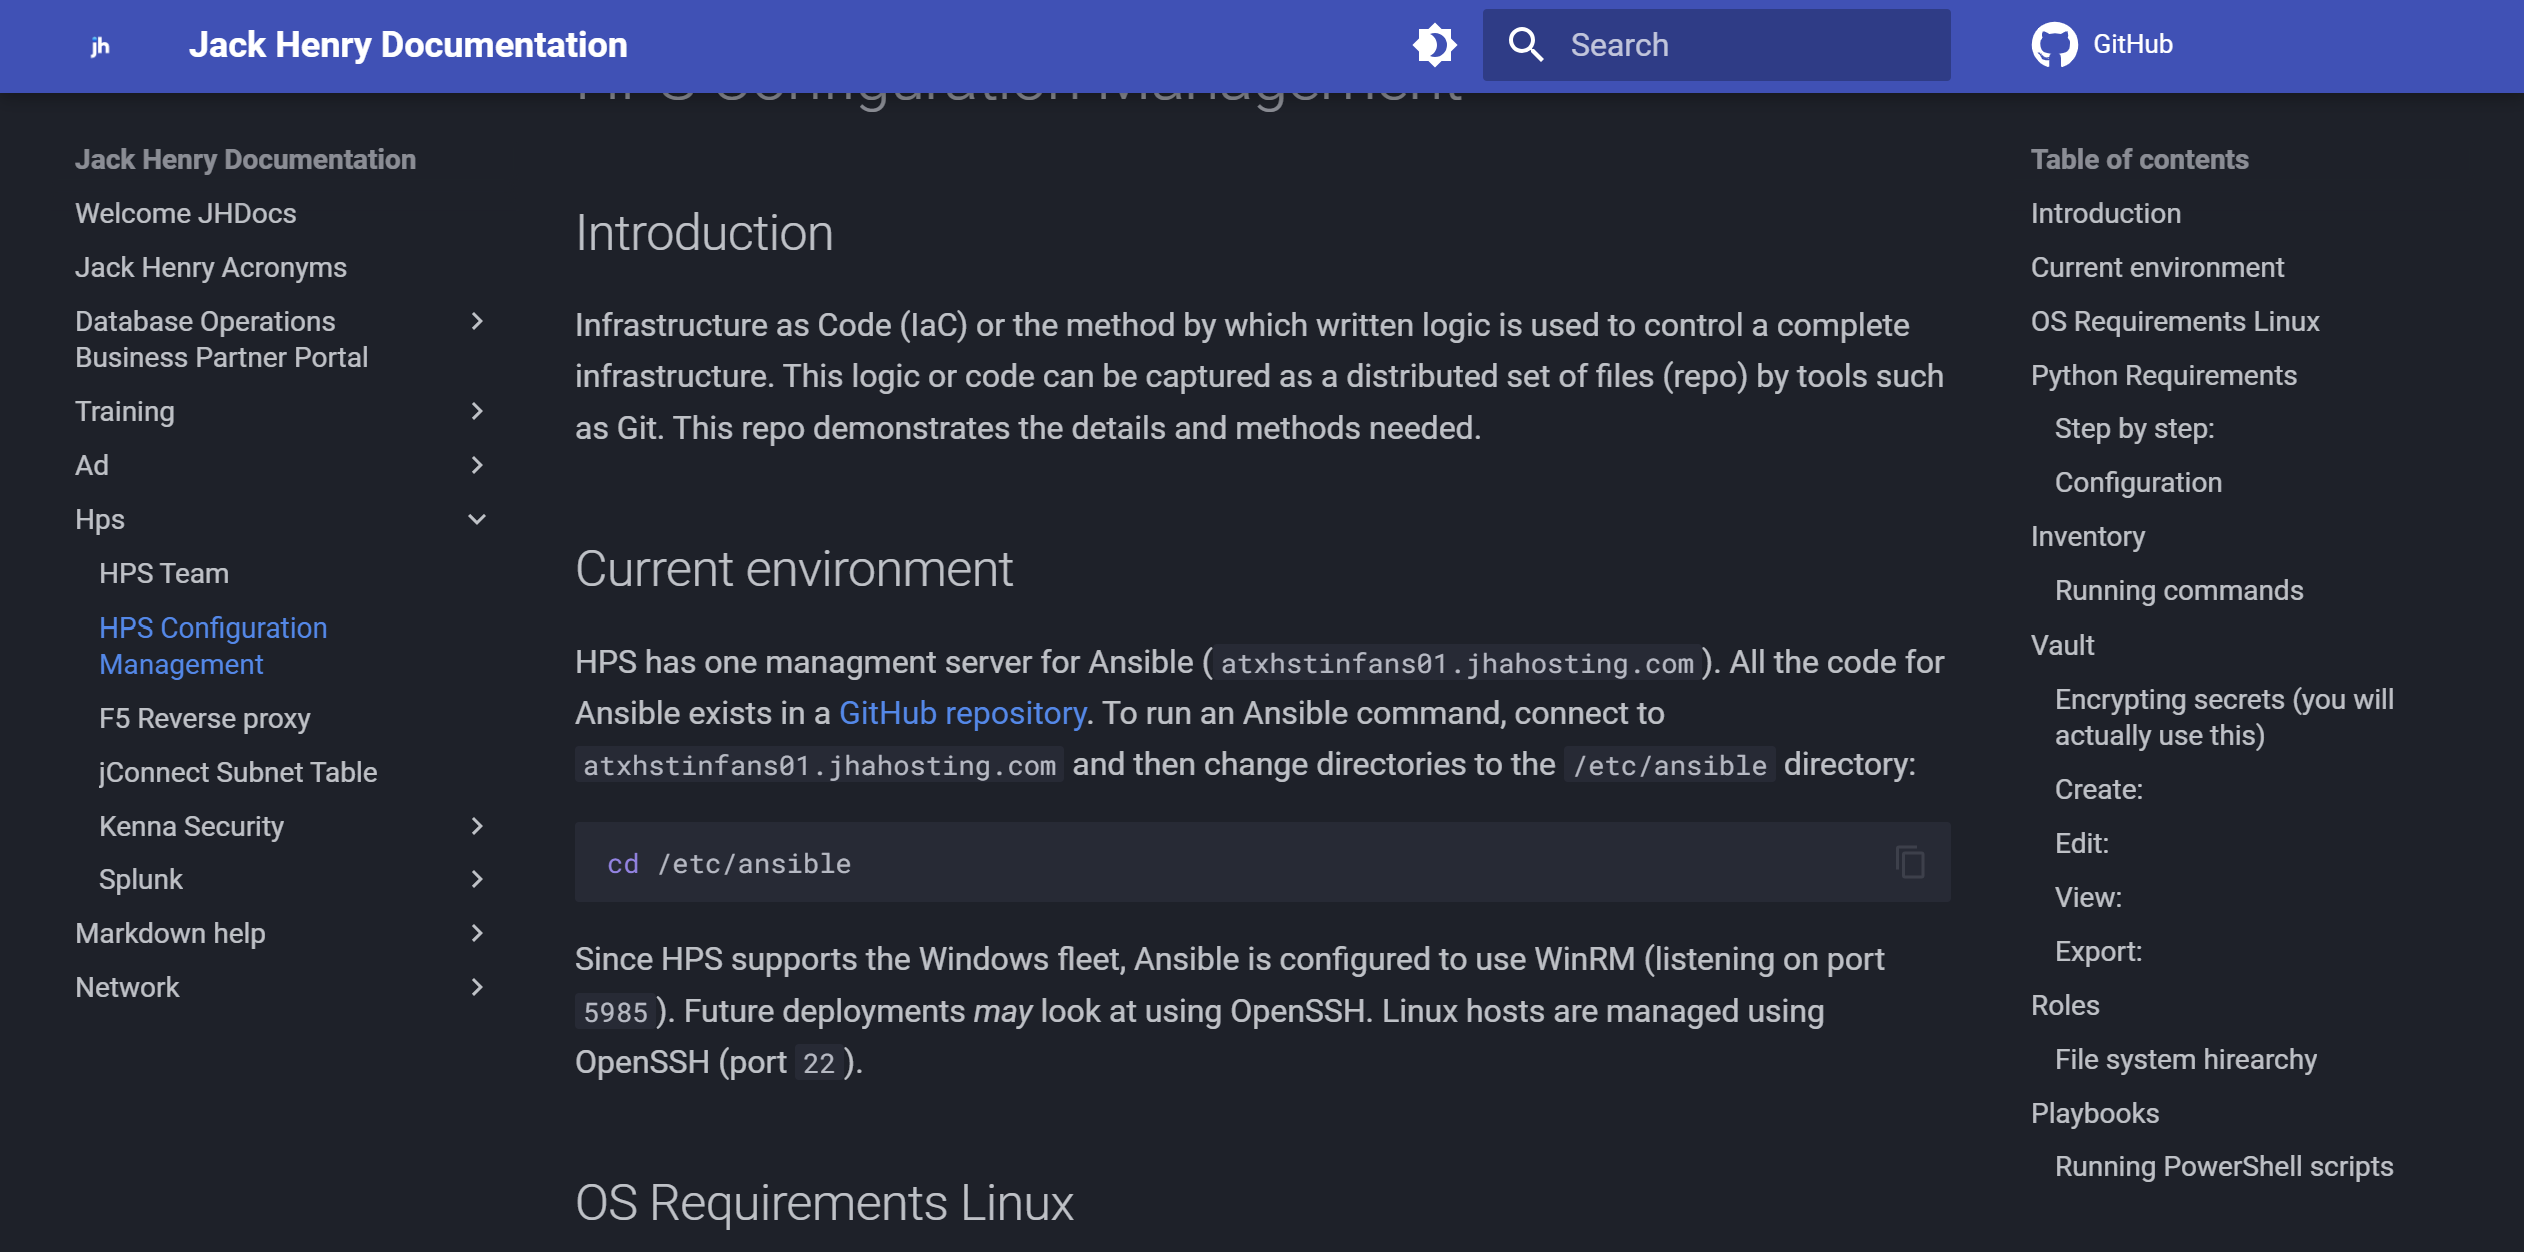 jh
Jack Henry Documentation
Search
GitHub
HPS Configuration Management
Jack Henry Documentation
Welcome JHDocs
Jack Henry Acronyms
Database Operations
Business Partner Portal
Training
Ad
Hps
HPS Team
HPS Configuration
Management
F5 Reverse proxy
jConnect Subnet Table
Kenna Security
Splunk
Markdown help
Network
Introduction
Infrastructure as Code (IaC) or the method by which written logic is used to control a complete
infrastructure. This logic or code can be captured as a distributed set of files (repo) by tools such
as Git. This repo demonstrates the details and methods needed.
Current environment
HPS has one managment server for Ansible ( atxhstinfans01.jhahosting.com ). All the code for
Ansible exists in a GitHub repository. To run an Ansible command, connect to
atxhstinfans01.jhahosting.com and then change directories to the /etc/ansible directory:
cd /etc/ansible
Since HPS supports the Windows fleet, Ansible is configured to use WinRM (listening on port
5985 ). Future deployments may look at using OpenSSH. Linux hosts are managed using
OpenSSH (port 22 ).
OS Requirements Linux
Table of contents
Introduction
Current environment
OS Requirements Linux
Python Requirements
Step by step:
Configuration
Inventory
Running commands
Vault
Encrypting secrets (you will
actually use this)
Create:
Edit:
View:
Export:
Roles
File system hirearchy
Playbooks
Running PowerShell scripts